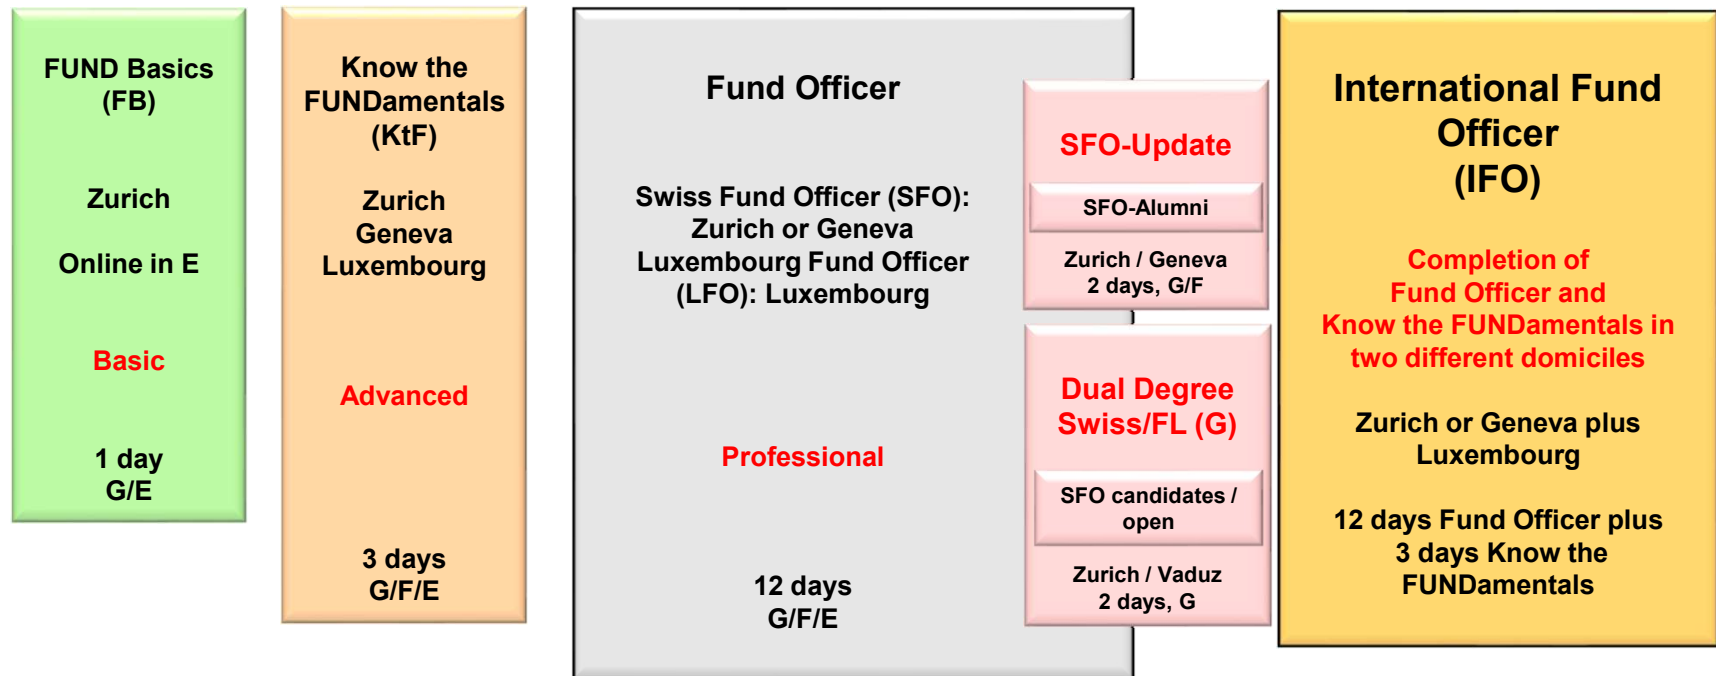 FUND Basics
(FB)
Zurich
Online in E
Basic
1 day
G/E
Know the
FUNDamentals
(KtF)
Zurich
Geneva
Luxembourg
Advanced
3 days
G/F/E
Fund Officer
Swiss Fund Officer (SFO):
Zurich or Geneva
Luxembourg Fund Officer
(LFO): Luxembourg
Professional
12 days
G/F/E
SFO-Update
SFO-Alumni
Zurich / Geneva
2 days, G/F
Dual Degree
Swiss/FL (G)
SFO candidates /
open
Zurich / Vaduz
2 days, G
International Fund
Officer
(IFO)
Completion of
Fund Officer and
Know the FUNDamentals in
two different domiciles
Zurich or Geneva plus
Luxembourg
12 days Fund Officer plus
3 days Know the
FUNDamentals